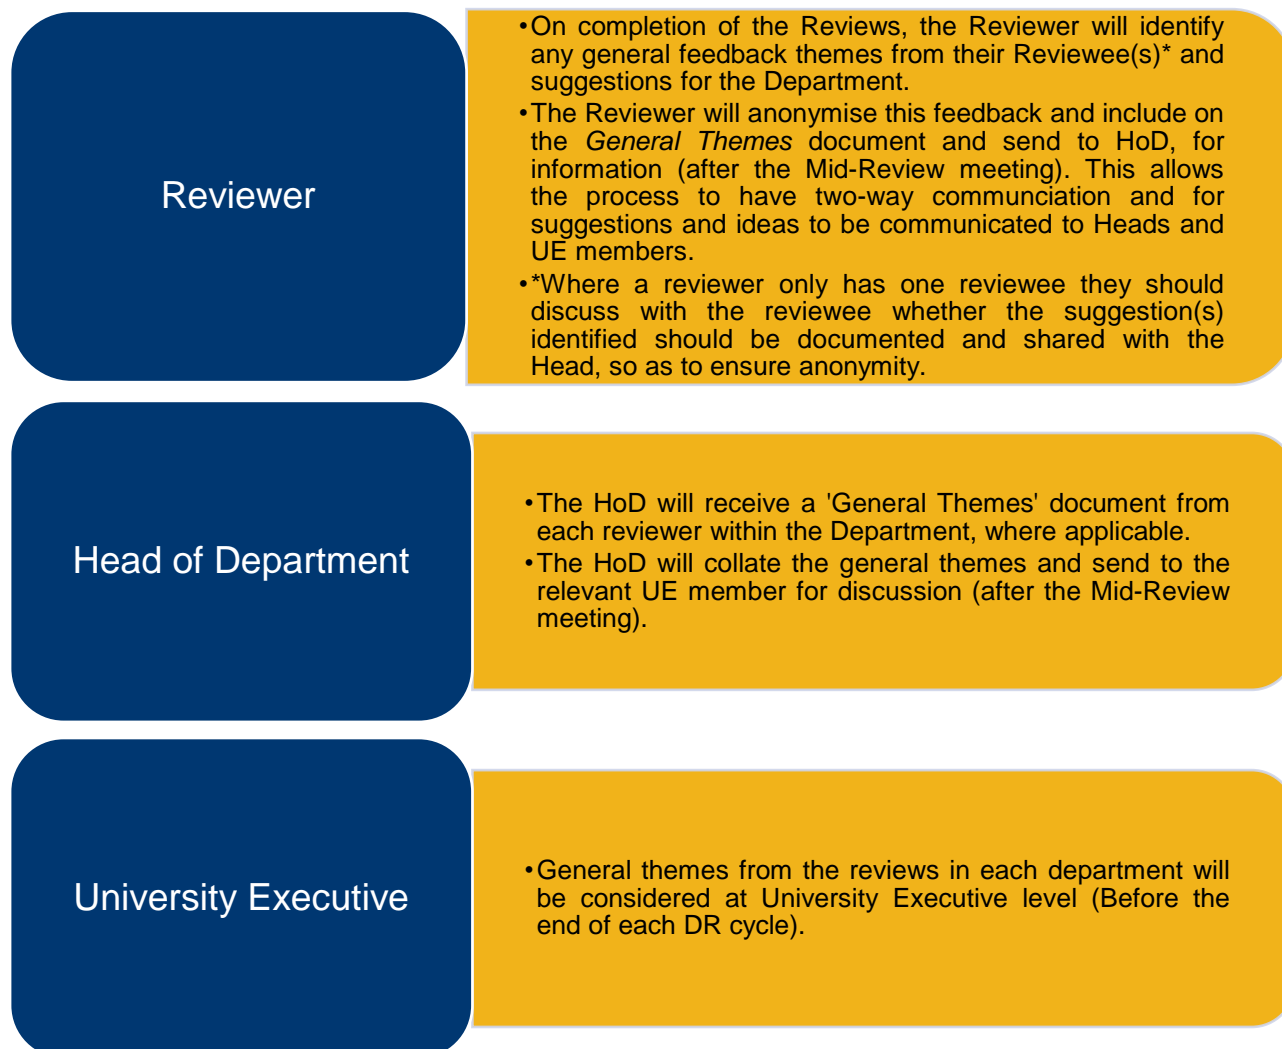 Reviewer
•On completion of the Reviews, the Reviewer will identify
any general feedback themes from their Reviewee(s)* and
suggestions for the Department.
•The Reviewer will anonymise this feedback and include on
the General Themes document and send to HoD, for
information (after the Mid-Review meeting). This allows
the process to have two-way communciation and for
suggestions and ideas to be communicated to Heads and
UE members.
•*Where a reviewer only has one reviewee they should
discuss with the reviewee whether the suggestion(s)
identified should be documented and shared with the
Head, so as to ensure anonymity.
Head of Department
•The HoD will receive a 'General Themes' document from
each reviewer within the Department, where applicable.
•The HoD will collate the general themes and send to the
relevant UE member for discussion (after the Mid-Review
meeting).
University Executive
•General themes from the reviews in each department will
be considered at University Executive level (Before the
end of each DR cycle).